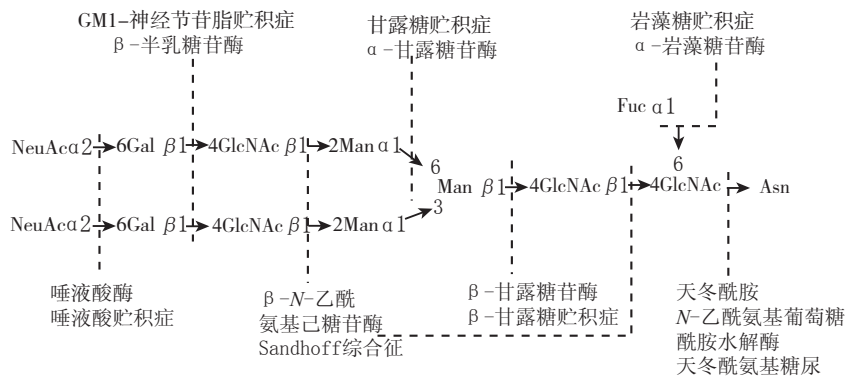 GM1-神经节苷脂贮积症
β-半乳糖苷酶
甘露糖贮积症
α-甘露糖苷酶
岩藻糖贮积症
α-岩藻糖苷酶
Fuc α1
NeuAcα2 6Gal β1 4GlcNAc β1 2Man α1
6
6
Man β1 4GlcNAc β1 4GlcNAc Asn
3
NeuAcα2 6Gal β1 4GlcNAc β1 2Man α1
唾液酸酶
唾液酸贮积症
β-N-乙酰
氨基己糖苷酶
Sandhoff综合征
β-甘露糖苷酶
β-甘露糖贮积症
天冬酰胺
N-乙酰氨基葡萄糖
酰胺水解酶
天冬酰氨基糖尿